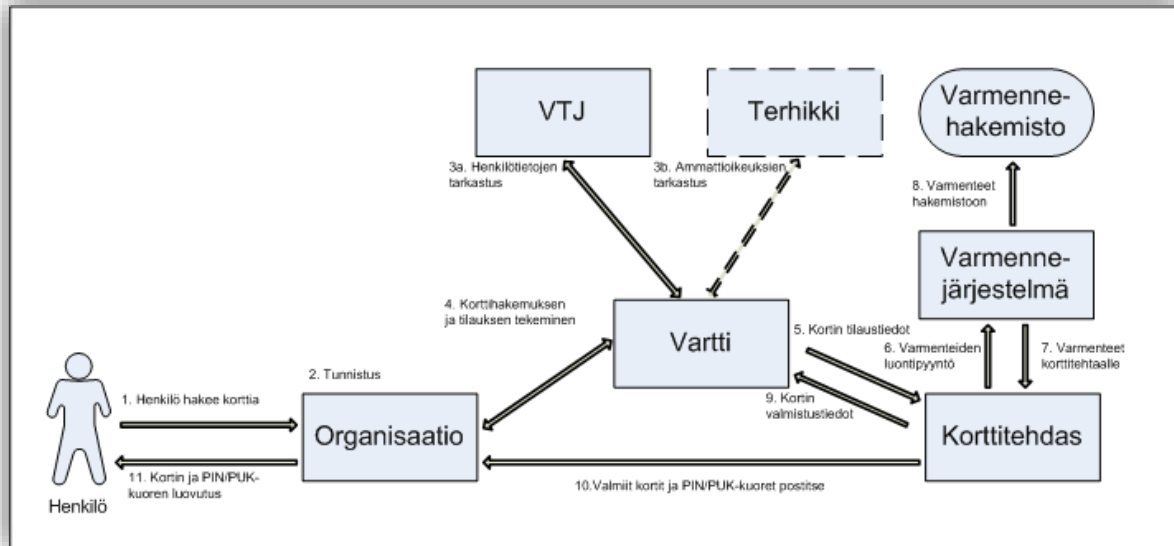 VTJ
Terhikki
Varmenne-
hakemisto
3a. Henkilötietojen
tarkastus
3b. Ammattioikeuksien
tarkastus
8. Varmenteet
hakemistoon
Varmenne-
järjestelmä
4. Korttihakemuksen
ja tilauksen tekeminen
Vartti
5. Kortin tilaustiedot
6. Varmenteiden
luontipyyntö
7. Varmenteet
korttitehtaalle
2. Tunnistus
1. Henkilö hakee korttia
9. Kortin
valmistustiedot
Organisaatio
Korttitehdas
11. Kortin ja PIN/PUK-
kuoren luovutus
10.Valmiit kortit ja PIN/PUK-kuoret postitse
Henkilö